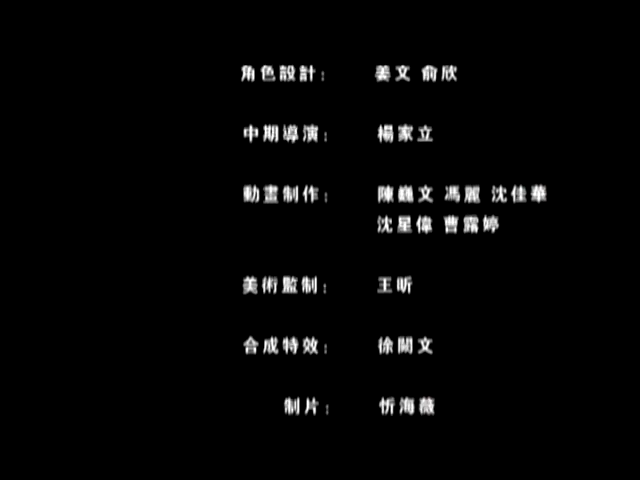 角色設計: 姜文 俞欣
中期導演: 楊家立
動畫制作: 陳巍文 馮麗 沈佳華
沈星偉 曹露婷
美術監制: 王昕
合成特效: 徐闕文
制片: 忻海薇